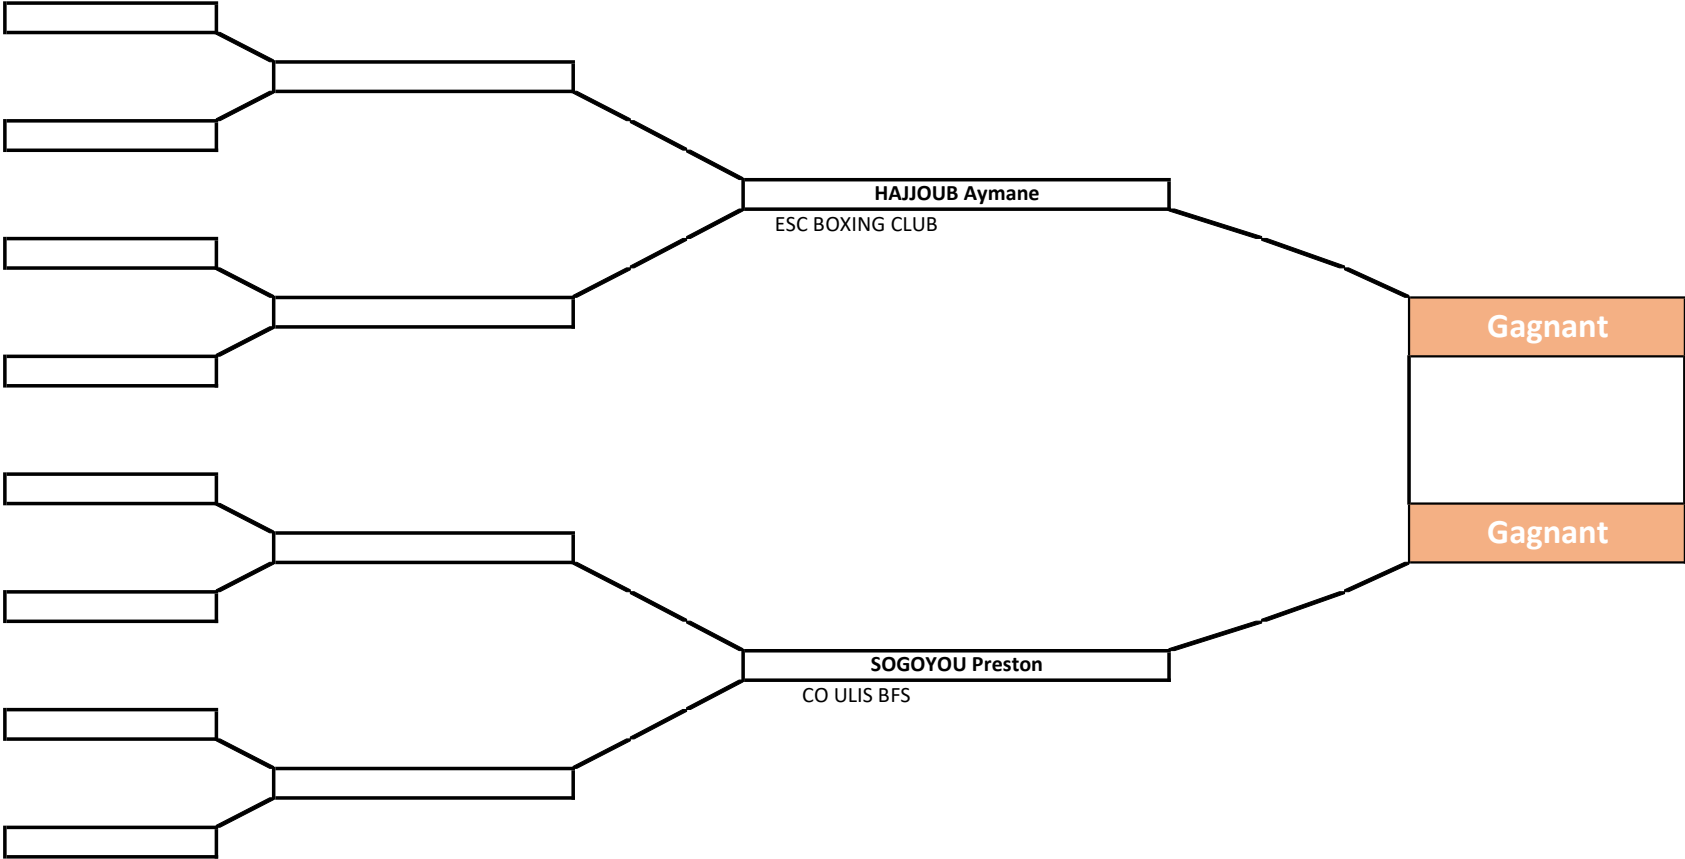 HAJJOUB Aymane
ESC BOXING CLUB
Gagnant
Gagnant
SOGOYOU Preston
CO ULIS BFS